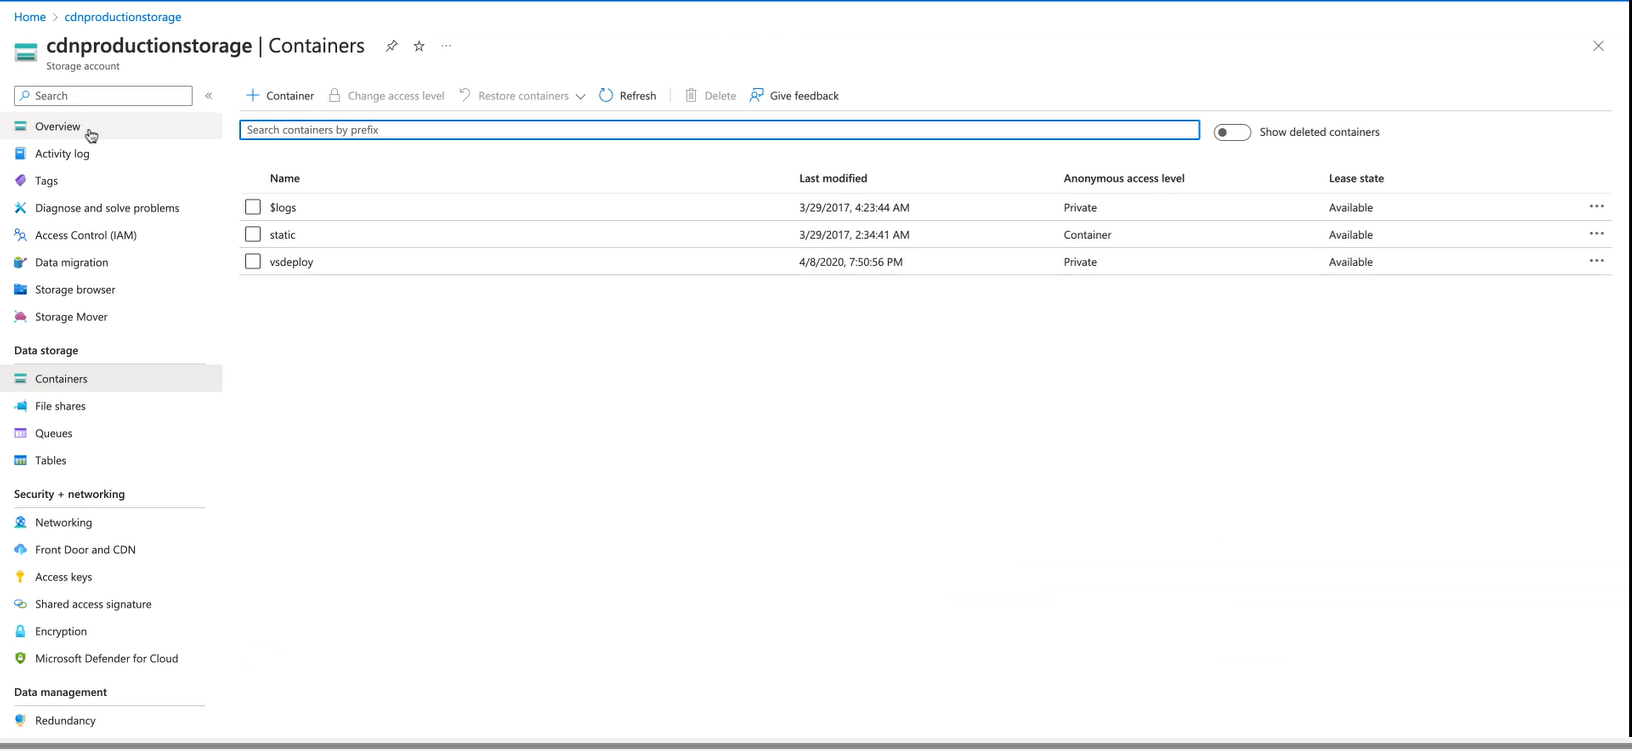 Home > cdnproductionstorage
cdnproductionstorage | Containers
Storage account
Search
Overview
Activity log
Tags
Diagnose and solve problems
Access Control (IAM)
Data migration
Storage browser
Storage Mover
Data storage
Containers
File shares
Queues
Tables
Security + networking
Networking
Front Door and CDN
Access keys
Shared access signature
Encryption
Microsoft Defender for Cloud
Data management
Redundancy
Container Change access level Restore containers Refresh Delete Give feedback
Search containers by prefix
Show deleted containers
Name Last modified Anonymous access level Lease state
$logs 3/29/2017, 4:23:44 AM Private Available
static 3/29/2017, 2:34:41 AM Container Available
vsdeploy 4/8/2020, 7:50:56 PM Private Available